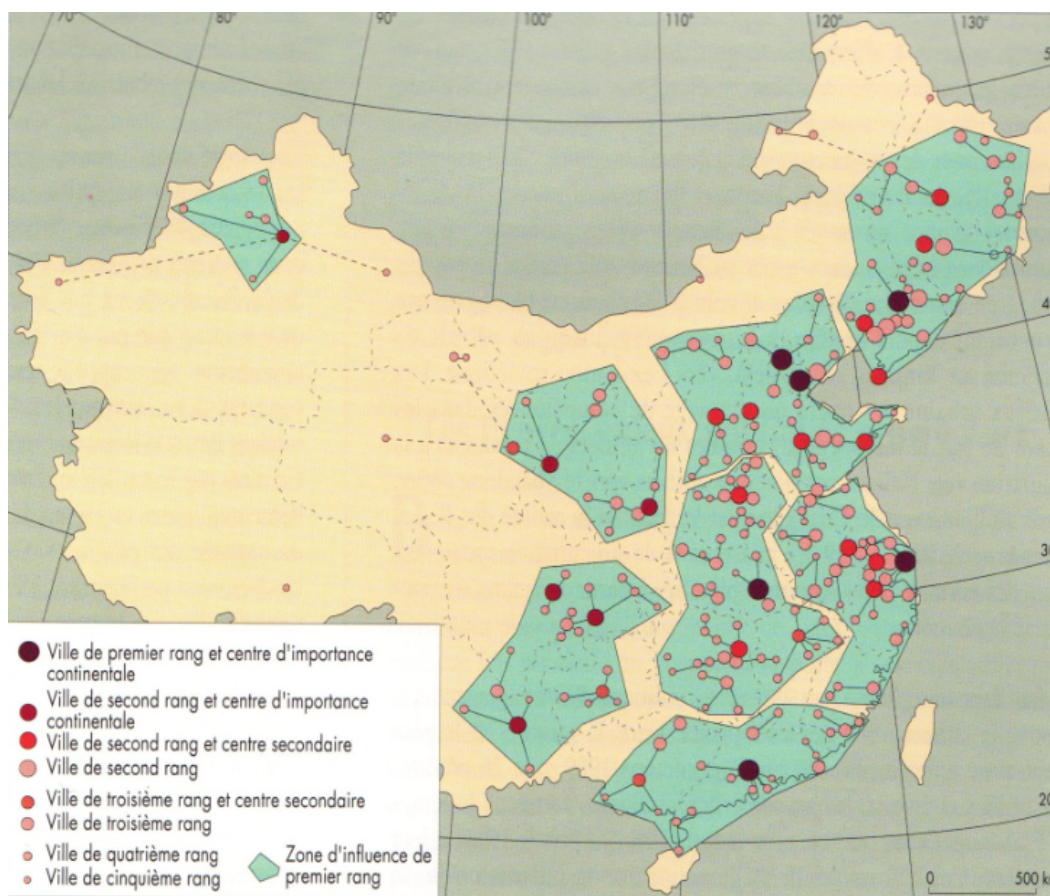 70° 80° 90° 100° 110° 120° 130°
40
30
20
Ville de premier rang et centre d'importance
continentale
Ville de second rang et centre d'importance
continentale
Ville de second rang et centre secondaire
Ville de second rang
Ville de troisième rang et centre secondaire
Ville de troisième rang
Ville de quatrième rang
Ville de cinquième rang
Zone d'influence de
premier rang
0 500 k